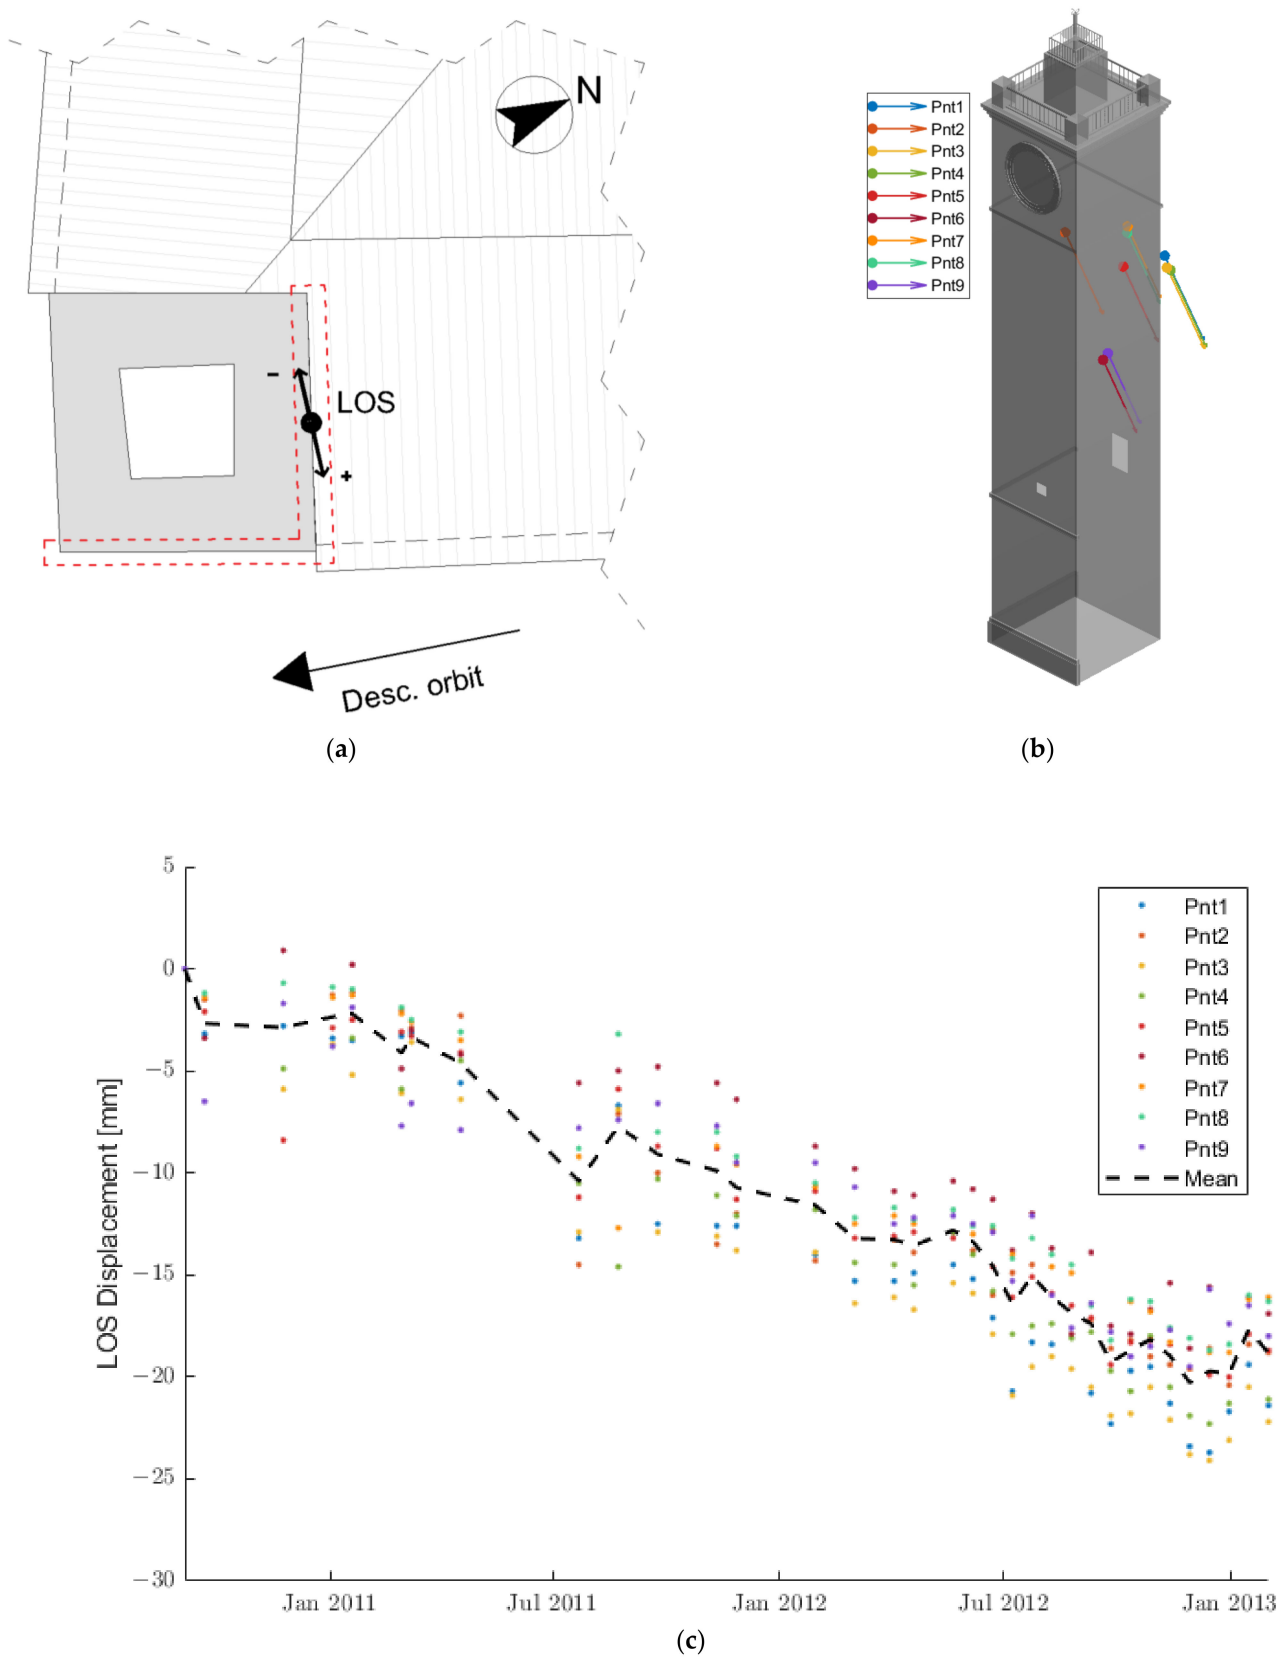 N
LOS
-
+
Desc. orbit
(a)
Pnt1
Pnt2
Pnt3
Pnt4
Pnt5
Pnt6
Pnt7
Pnt8
Pnt9
(b)
LOS Displacement [mm]
5
0
−5
−10
−15
−20
−25
−30
Jan 2011
Jul 2011
Jan 2012
Jul 2012
Jan 2013
Pnt1
Pnt2
Pnt3
Pnt4
Pnt5
Pnt6
Pnt7
Pnt8
Pnt9
Mean
(c)